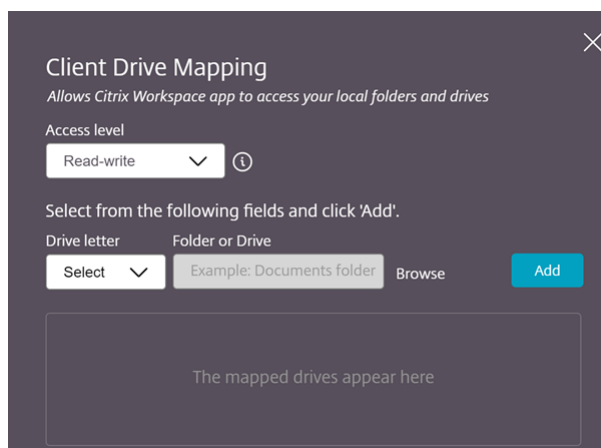 Client Drive Mapping
Allows Citrix Workspace app to access your local folders and drives
Access level
Read-write
Select from the following fields and click 'Add'.
Drive letter Folder or Drive
Select Example: Documents folder Browse Add
The mapped drives appear here